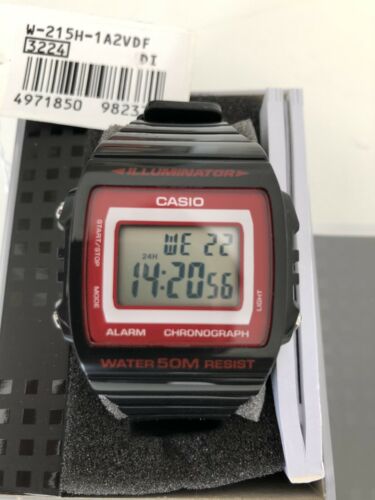 W-215H-1A2VDF
3224
DI
4971850 9823
ILLUMINATOR
CASIO
START/STOP
MODE
LIGHT
WE 22
24H
14:20 56
ALARM CHRONOGRAPH
WATER 50M RESIST